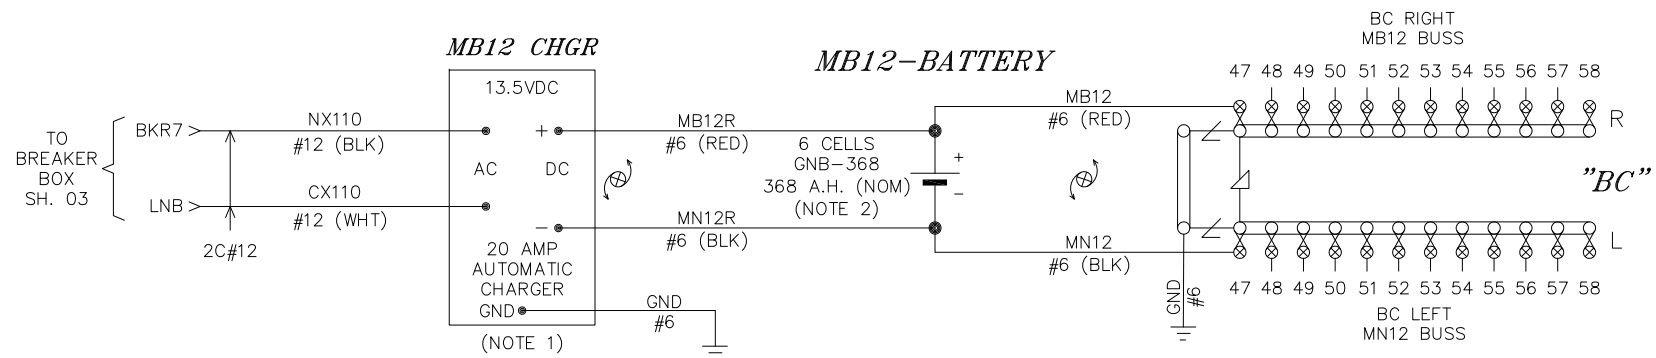 TO
BREAKER
BOX
SH. 03
BKR7
LNB
2C#12
NX110
#12 (BLK)
CX110
#12 (WHT)
MB12 CHGR
13.5VDC
+
AC
DC
−
20 AMP
AUTOMATIC
CHARGER
GND
(NOTE 1)
GND
#6
MB12R
#6 (RED)
MN12R
#6 (BLK)
MB12-BATTERY
6 CELLS
GNB-368
368 A.H. (NOM)
(NOTE 2)
+
−
MB12
#6 (RED)
MN12
#6 (BLK)
GND
#6
BC RIGHT
MB12 BUSS
47 48 49 50 51 52 53 54 55 56 57 58
R
"BC"
L
47 48 49 50 51 52 53 54 55 56 57 58
BC LEFT
MN12 BUSS